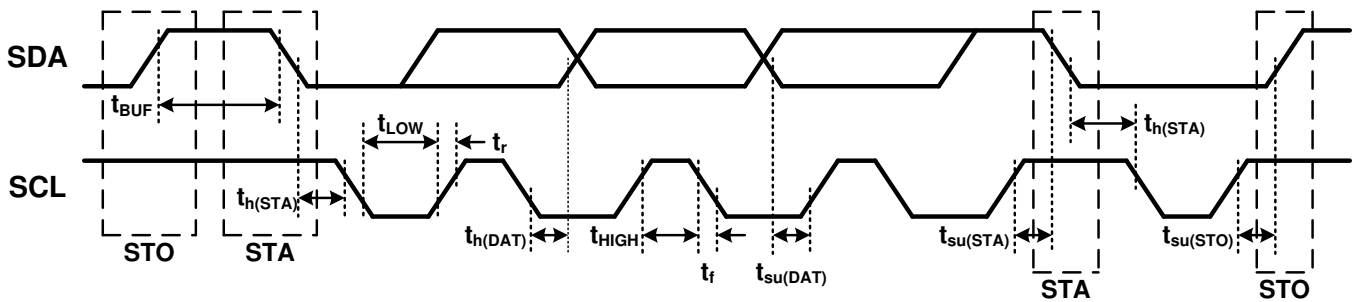 SDA
tBUF
tLOW
tr
th(STA)
SCL
th(STA)
th(DAT)
tHIGH
tf
tsu(DAT)
tsu(STA)
tsu(STO)
STO
STA
STA
STO